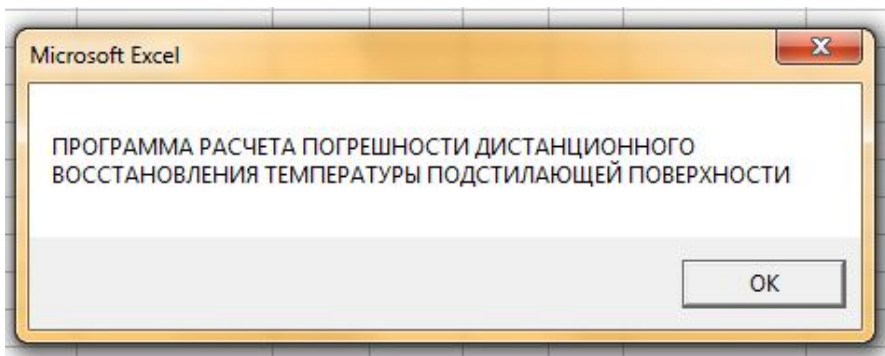 Microsoft Excel
ПРОГРАММА РАСЧЕТА ПОГРЕШНОСТИ ДИСТАНЦИОННОГО
ВОССТАНОВЛЕНИЯ ТЕМПЕРАТУРЫ ПОДСТИЛАЮЩЕЙ ПОВЕРХНОСТИ
OK